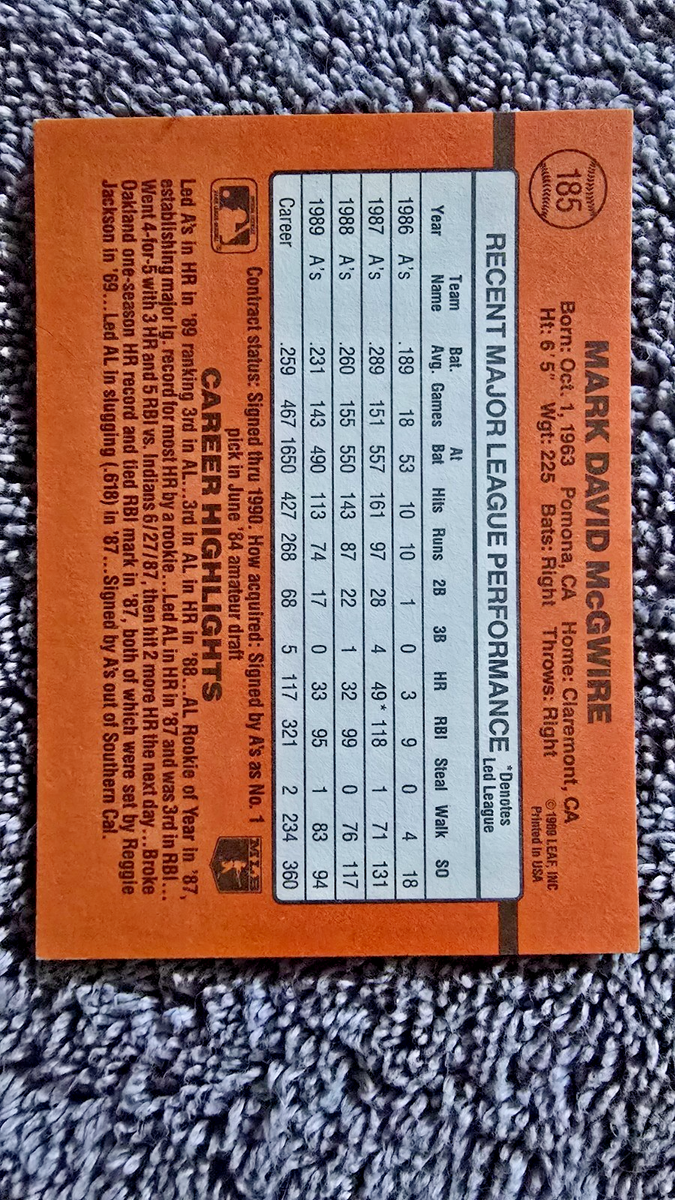 185
MARK DAVID McGWIRE
Born: Oct. 1, 1963 Pomona, CA Home: Claremont, CA
Ht: 6'5" Wgt: 225 Bats: Right Throws: Right
© 1989 LEAF, INC
Printed in USA
RECENT MAJOR LEAGUE PERFORMANCE *Denotes Led League
Year Team Name Bat. Avg. Games At Bat Hits Runs 2B 3B HR RBI Steal Walk SO
1986 A's .189 18 53 10 10 1 0 3 9 0 4 18
1987 A's .289 151 557 161 97 28 4 49* 118 1 71 131
1988 A's .260 155 550 143 87 22 1 32 99 0 76 117
1989 A's .231 143 490 113 74 17 0 33 95 1 83 94
Career .259 467 1650 427 268 68 5 117 321 2 234 360
Contract status: Signed thru 1990. How acquired: Signed by A's as No. 1
pick in June '84 amateur draft
MLB
CAREER HIGHLIGHTS
Led A's in HR in '89 ranking 3rd in AL...3rd in AL in HR in '88...AL Rookie of Year in '87,
establishing major lg. record for most HR by a rookie...Led AL in HR in '87 and was 3rd in RBI...
Went 4-for-5 with 3 HR and 5 RBI vs. Indians 6/27/87, then hit 2 more HR the next day...Broke
Oakland one-season HR record and tied RBI mark in '87, both of which were set by Reggie
Jackson in '69...Led AL in slugging (.618) in '87...Signed by A's out of Southern Cal.